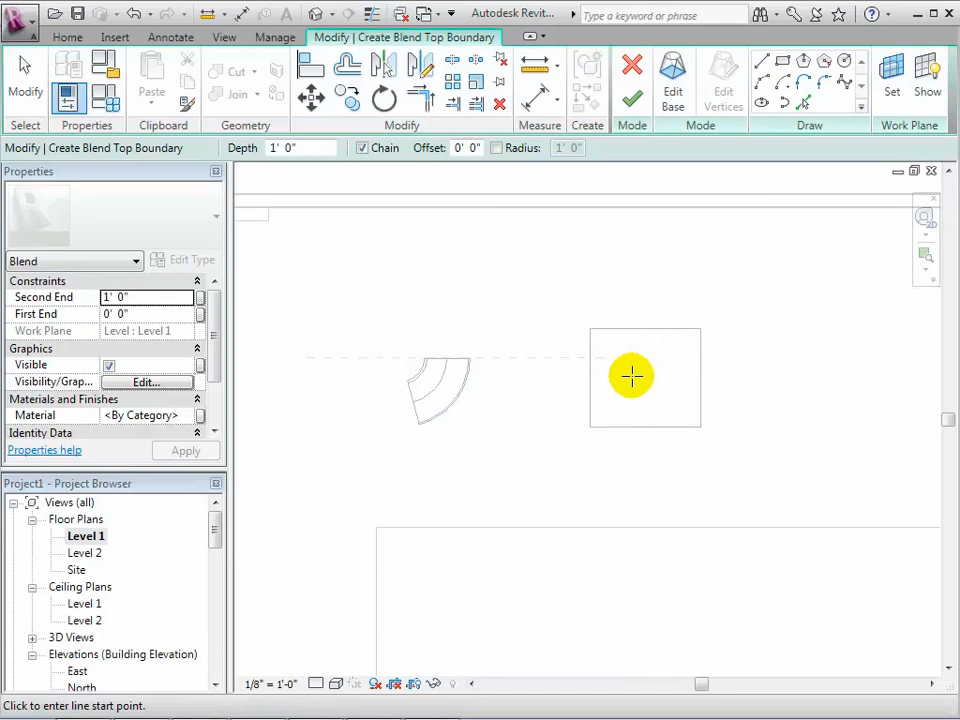 Autodesk Revit...
Type a keyword or phrase
Home Insert Annotate View Manage Modify | Create Blend Top Boundary
Modify
Paste
Cut
Join
Edit Base
Edit Vertices
Set
Show
Select Properties Clipboard Geometry Modify Measure Create Mode Mode Draw Work Plane
Modify | Create Blend Top Boundary Depth 1' 0" Chain Offset: 0' 0" Radius: 1' 0"
Properties
Blend Edit Type
Constraints
Second End 1' 0"
First End 0' 0"
Work Plane Level : Level 1
Graphics
Visible
Visibility/Grap... Edit...
Materials and Finishes
Material <By Category>
Identity Data
Properties help Apply
Project1 - Project Browser
Views (all)
Floor Plans
Level 1
Level 2
Site
Ceiling Plans
Level 1
Level 2
3D Views
Elevations (Building Elevation)
East
North
2D
1/8" = 1'-0"
Click to enter line start point.